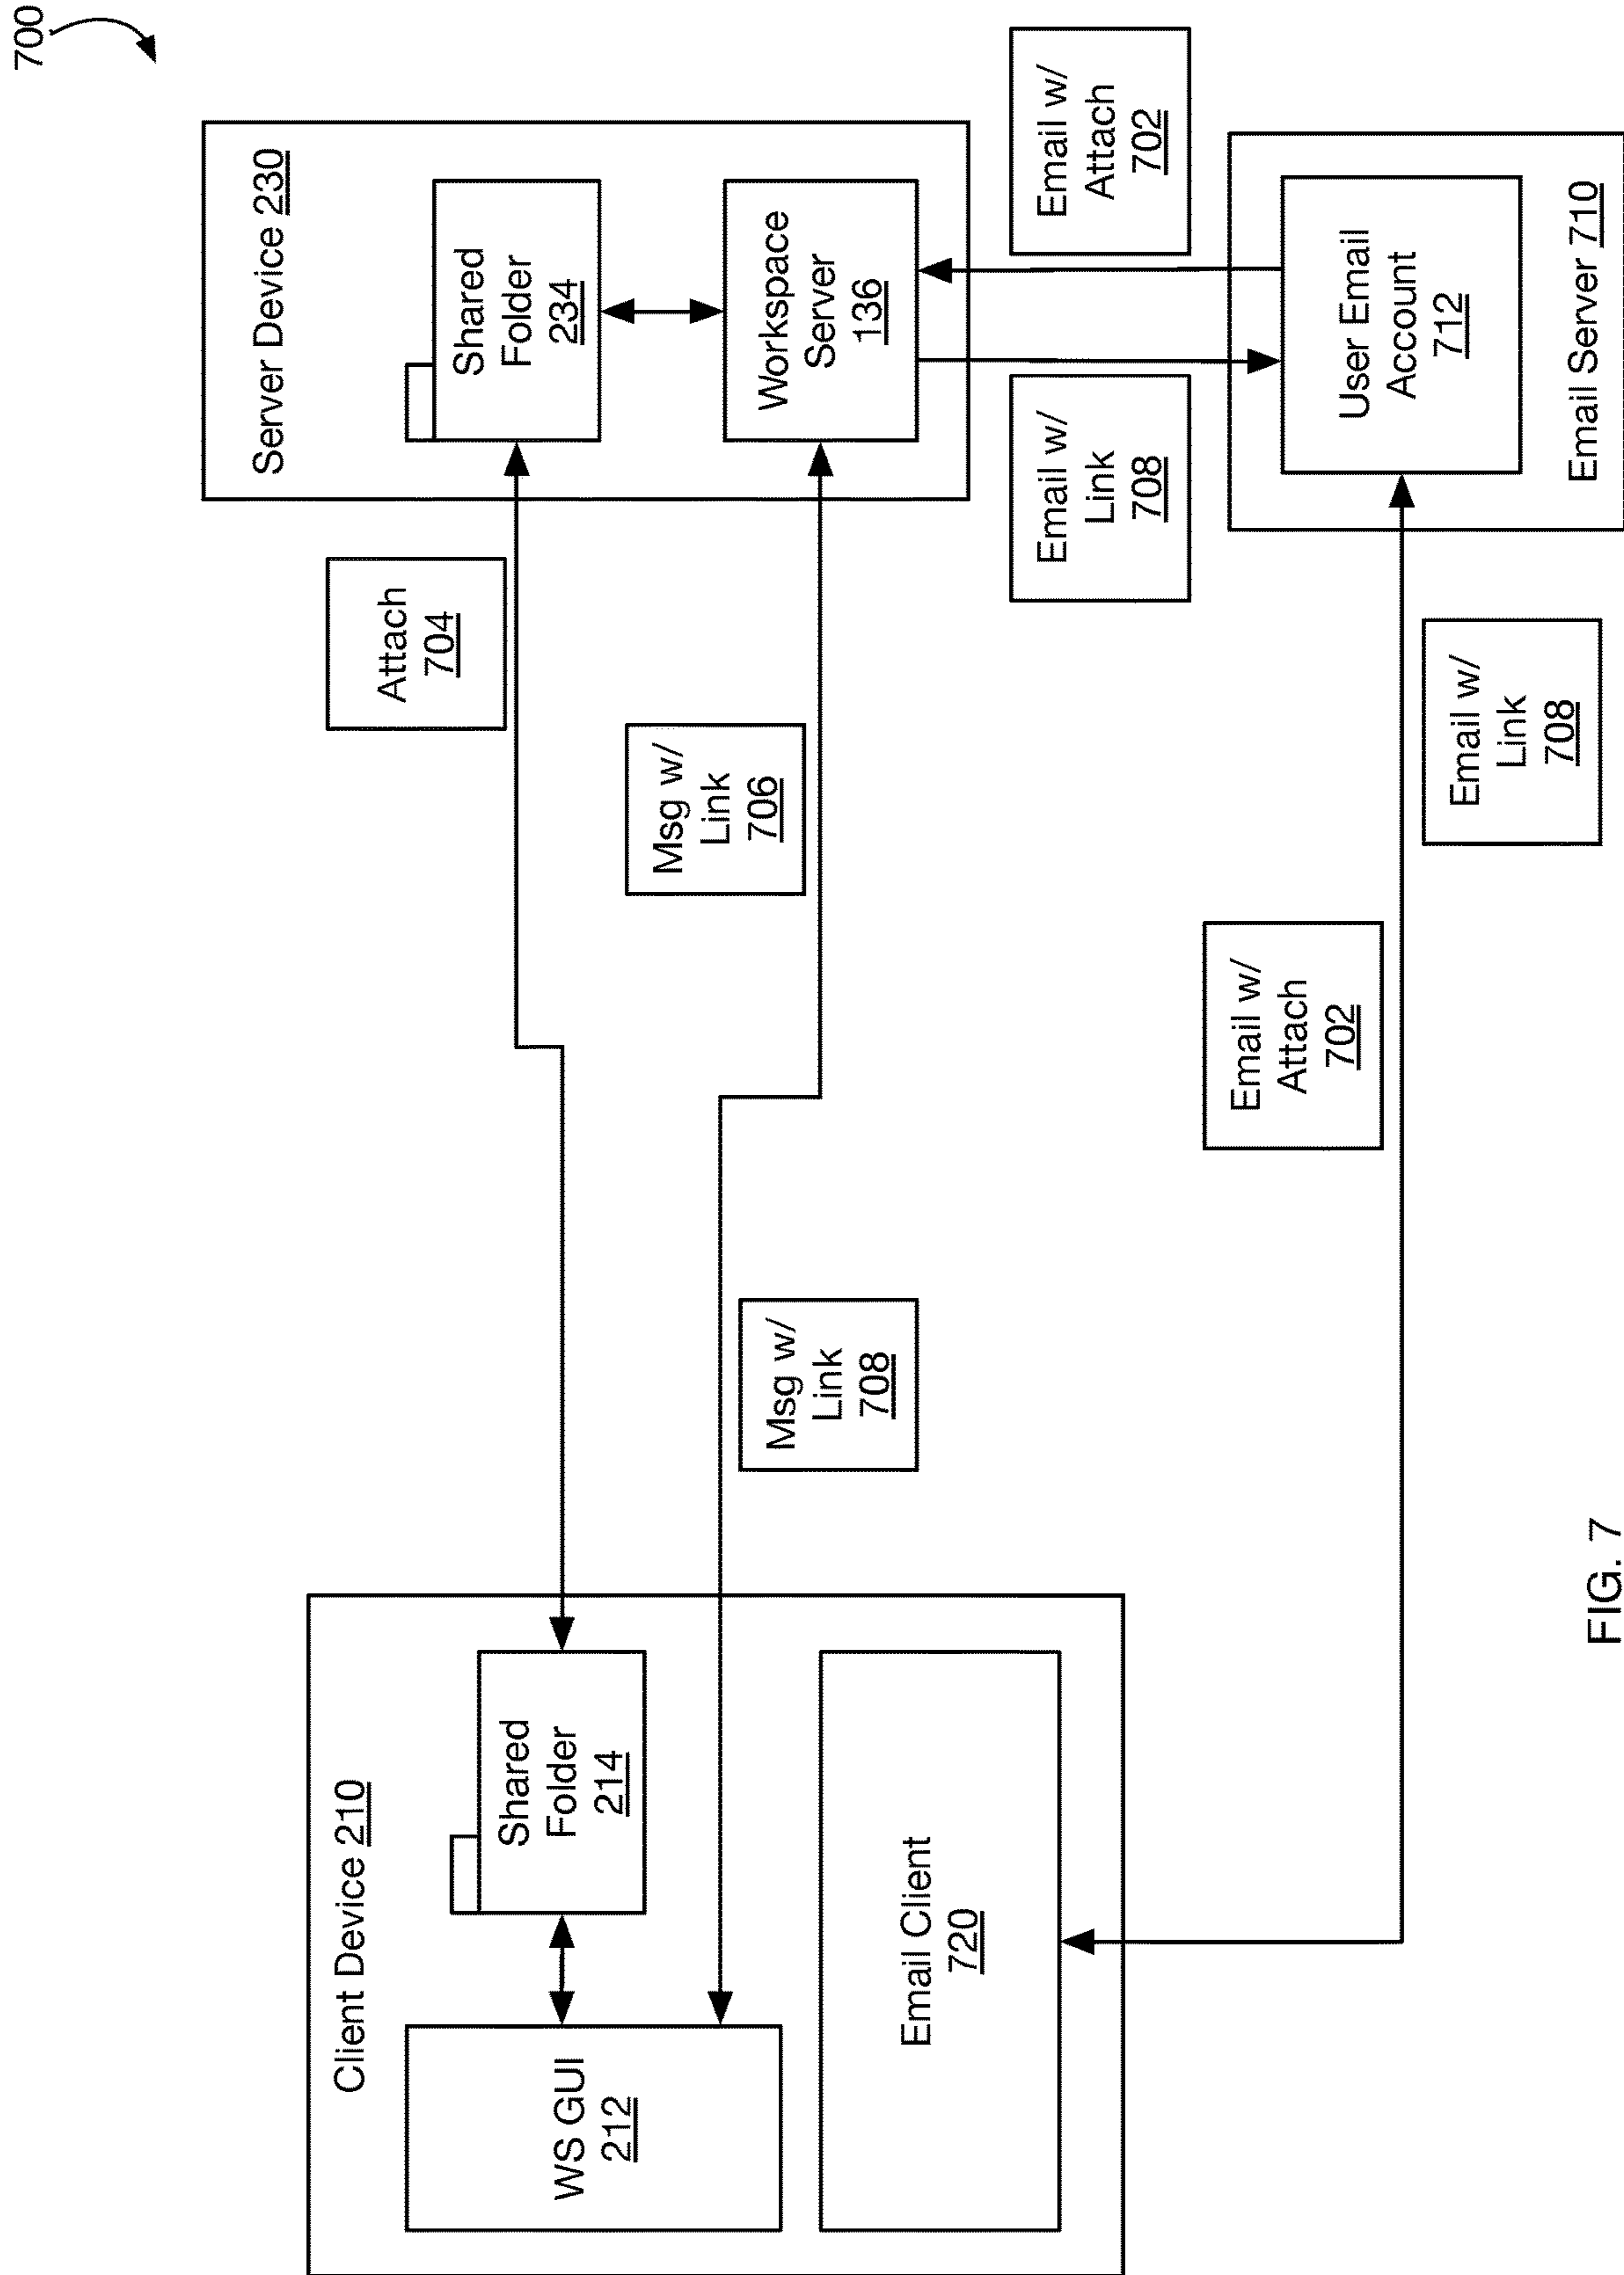 700
Client Device 210
WS GUI
212
Shared
Folder
214
Email Client
720
Attach
704
Msg w/
Link
706
Msg w/
Link
708
Server Device 230
Shared
Folder
234
Workspace
Server
136
Email w/
Link
708
Email w/
Attach
702
Email w/
Attach
702
Email w/
Link
708
User Email
Account
712
Email Server 710
FIG. 7